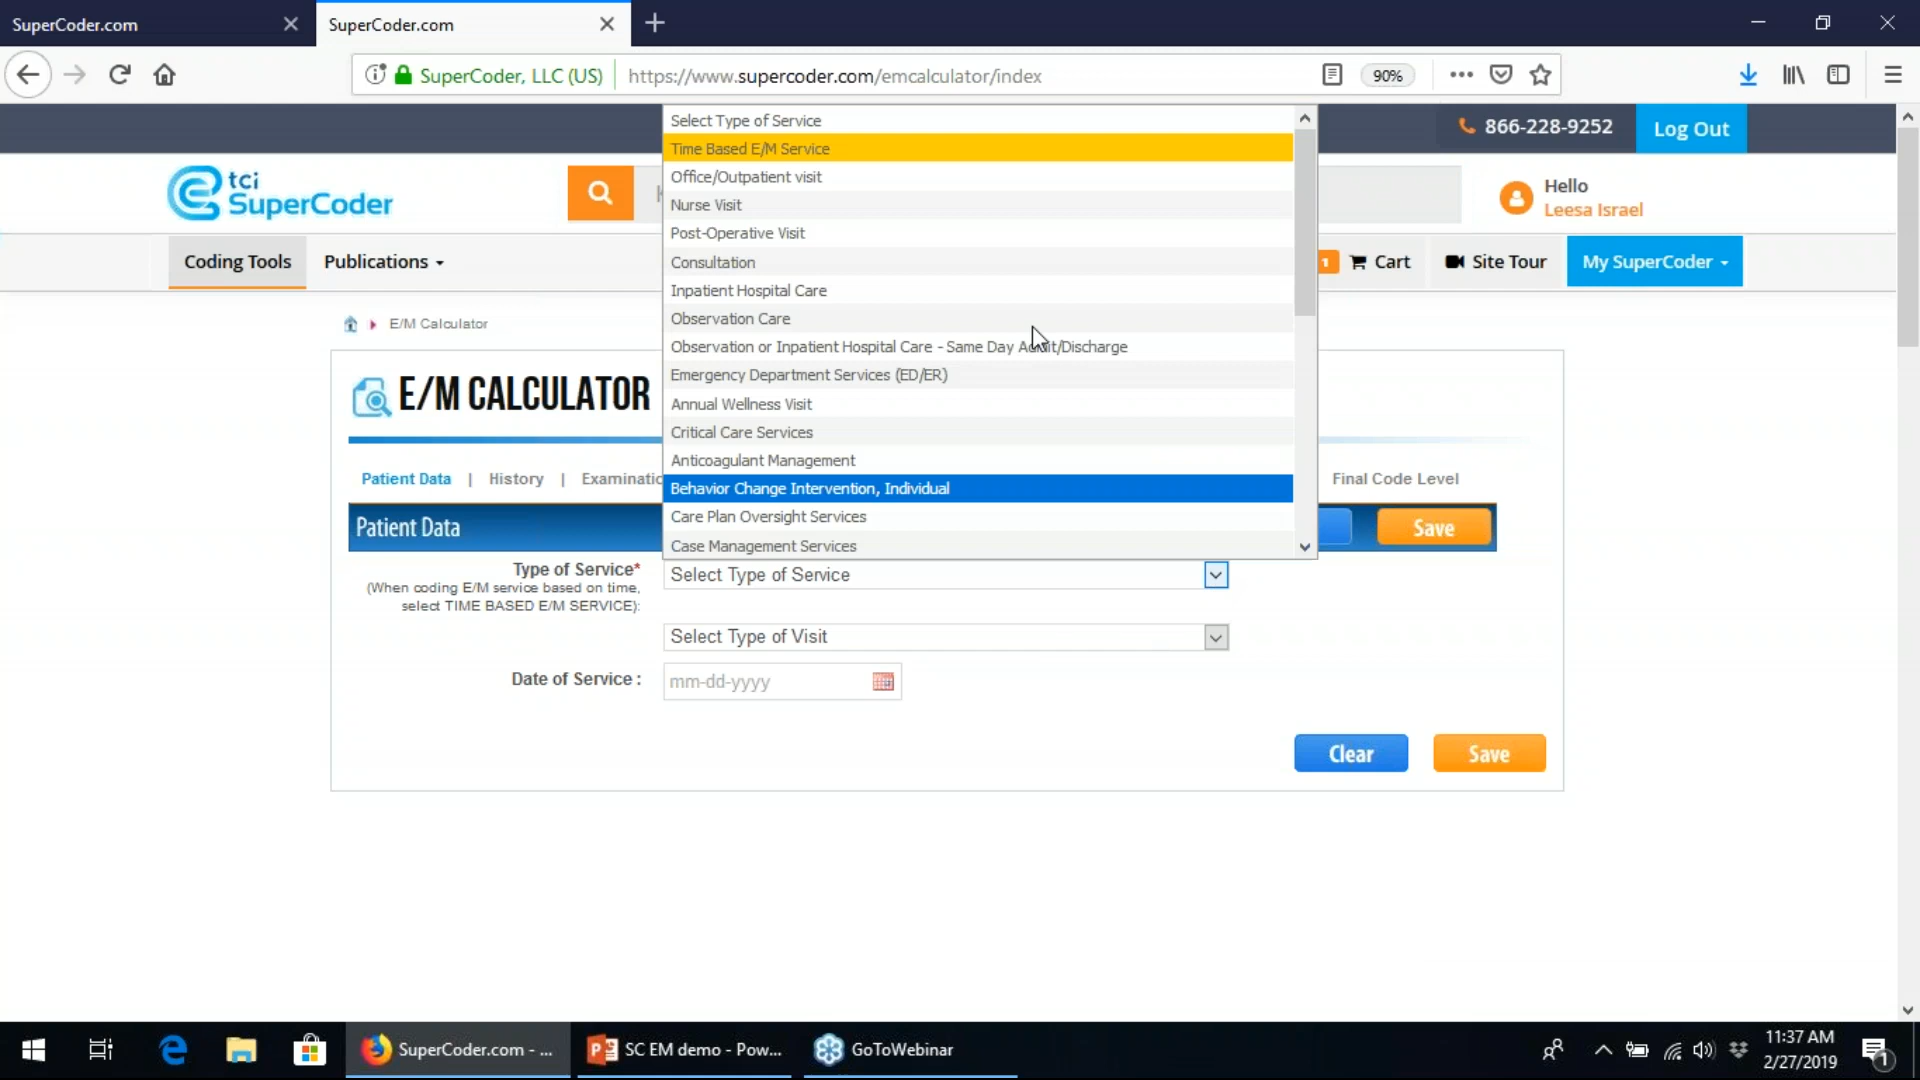 SuperCoder.com
SuperCoder.com
SuperCoder, LLC (US)
https://www.supercoder.com/emcalculator/index
90%
866-228-9252
Log Out
tci
SuperCoder
Hello
Leesa Israel
Coding Tools
Publications
1
Cart
Site Tour
My SuperCoder
E/M Calculator
E/M CALCULATOR
Patient Data | History |
Final Code Level
Patient Data
Save
Select Type of Service
Time Based E/M Service
Office/Outpatient visit
Nurse Visit
Post-Operative Visit
Consultation
Inpatient Hospital Care
Observation Care
Observation or Inpatient Hospital Care - Same Day Admit/Discharge
Emergency Department Services (ED/ER)
Annual Wellness Visit
Critical Care Services
Anticoagulant Management
Behavior Change Intervention, Individual
Care Plan Oversight Services
Case Management Services
Type of Service*
(When coding E/M service based on time,
select TIME BASED E/M SERVICE):
Select Type of Service
Select Type of Visit
Date of Service :
mm-dd-yyyy
Clear
Save
SuperCoder.com - ...
SC EM demo - Pow...
GoToWebinar
11:37 AM
2/27/2019
1